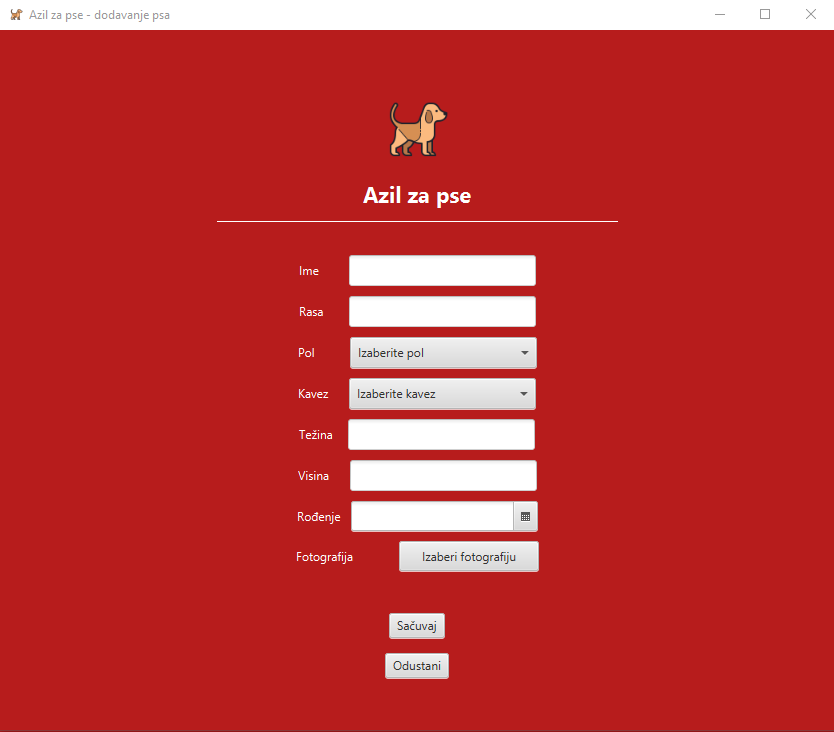 Azil za pse - dodavanje psa
Azil za pse
Ime
Rasa
Pol Izaberite pol
Kavez Izaberite kavez
Težina
Visina
Rođenje
Fotografija Izaberi fotografiju
Sačuvaj
Odustani